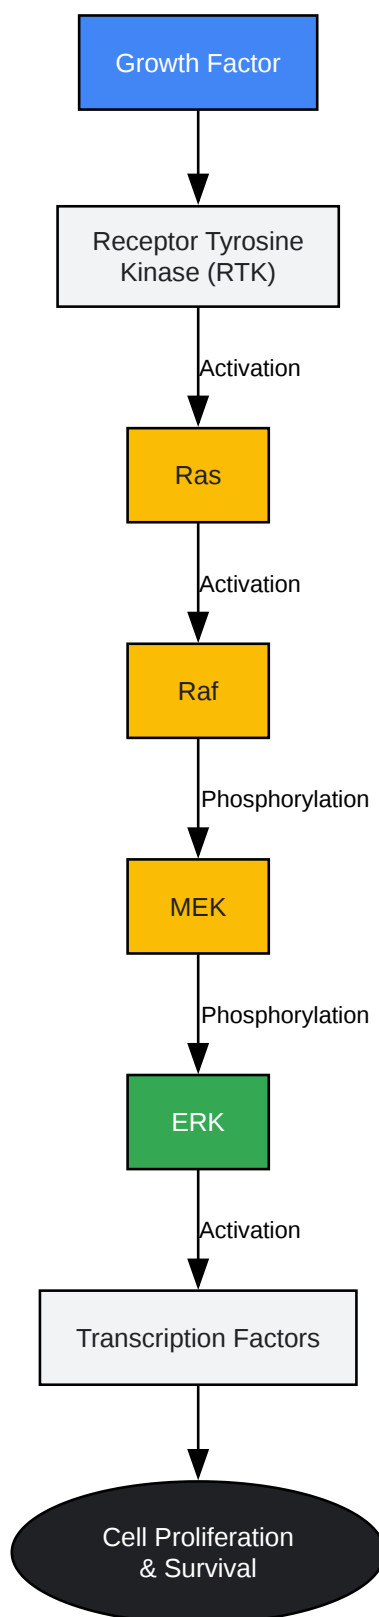 Growth Factor
Receptor Tyrosine
Kinase (RTK)
Activation
Ras
Activation
Raf
Phosphorylation
MEK
Phosphorylation
ERK
Activation
Transcription Factors
Cell Proliferation
& Survival